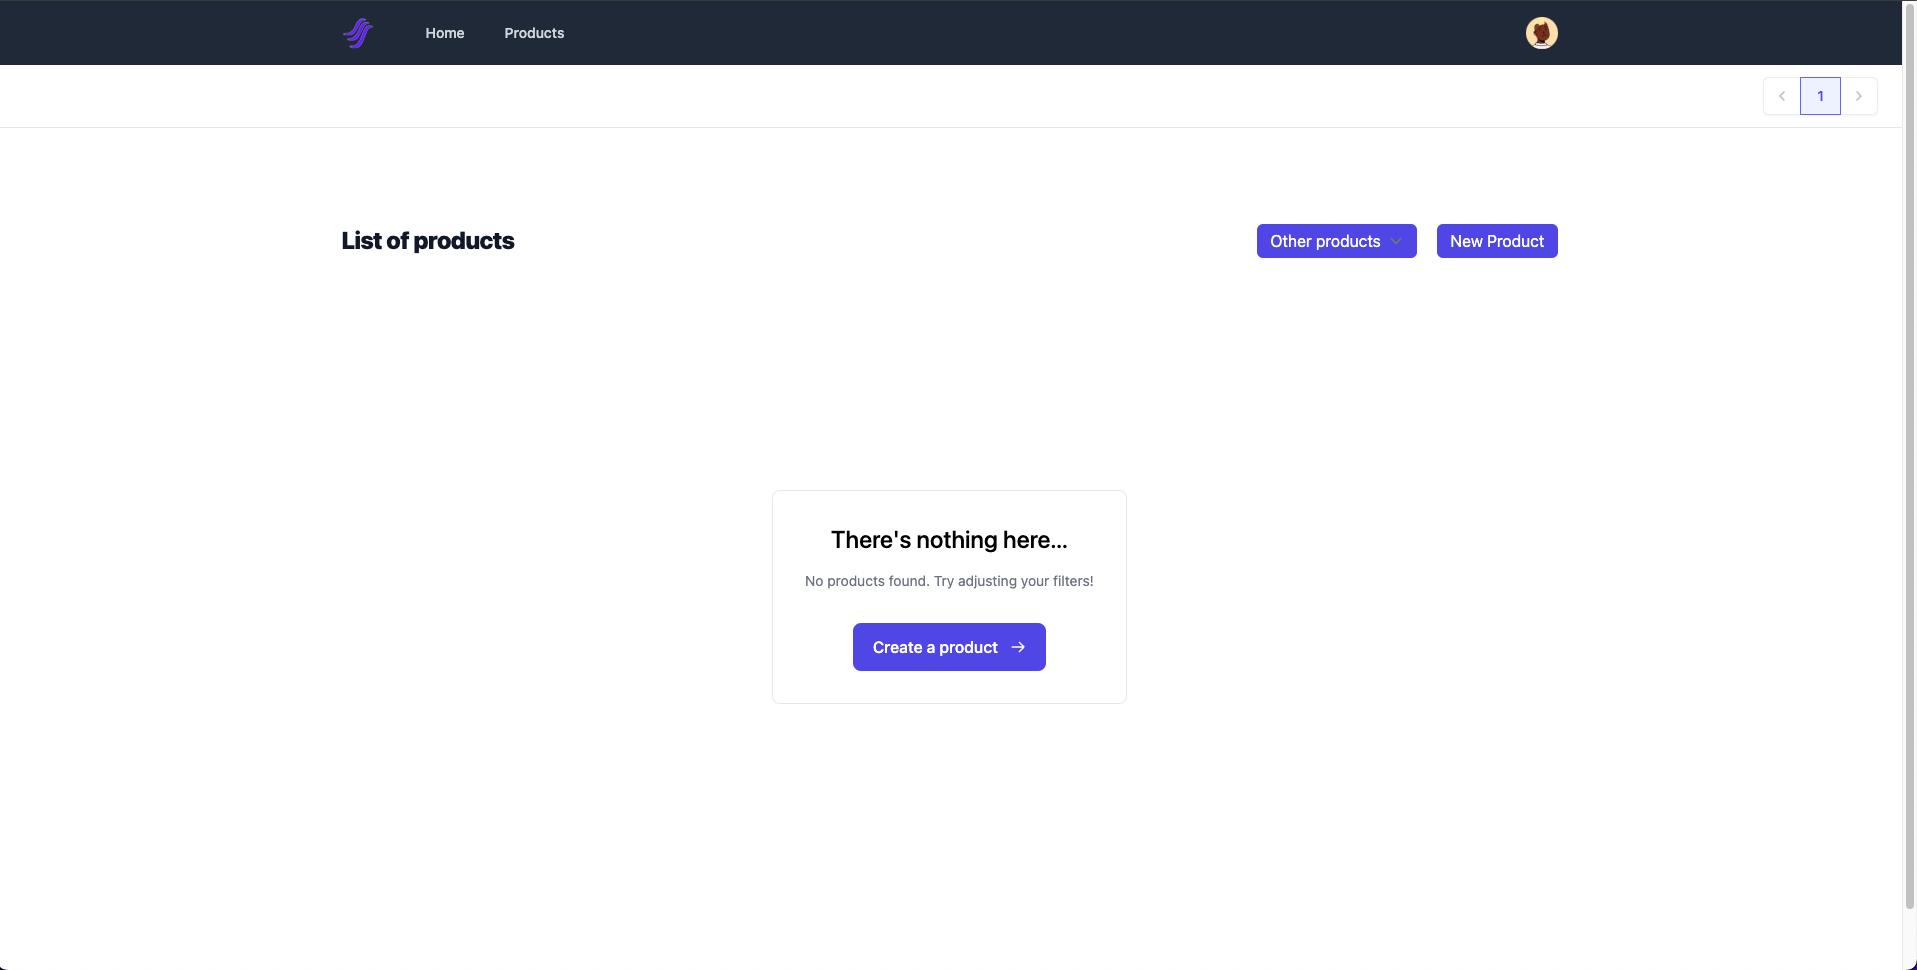 Home Products
1
List of products
Other products New Product
There's nothing here...
No products found. Try adjusting your filters!
Create a product